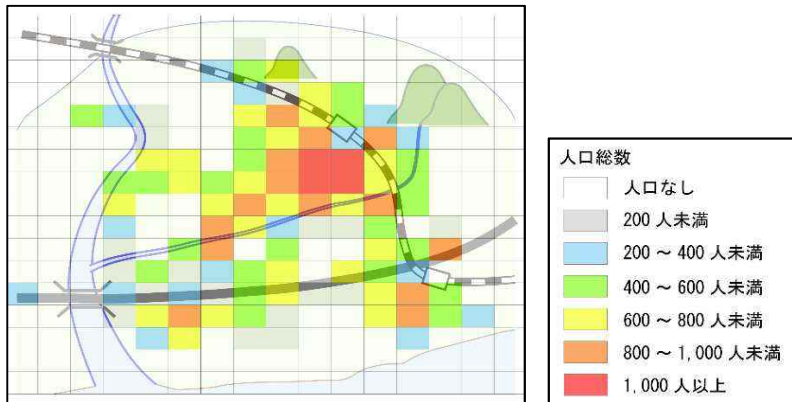 人口総数
人口なし
200 人未満
200 ～ 400 人未満
400 ～ 600 人未満
600 ～ 800 人未満
800 ～ 1,000 人未満
1,000 人以上